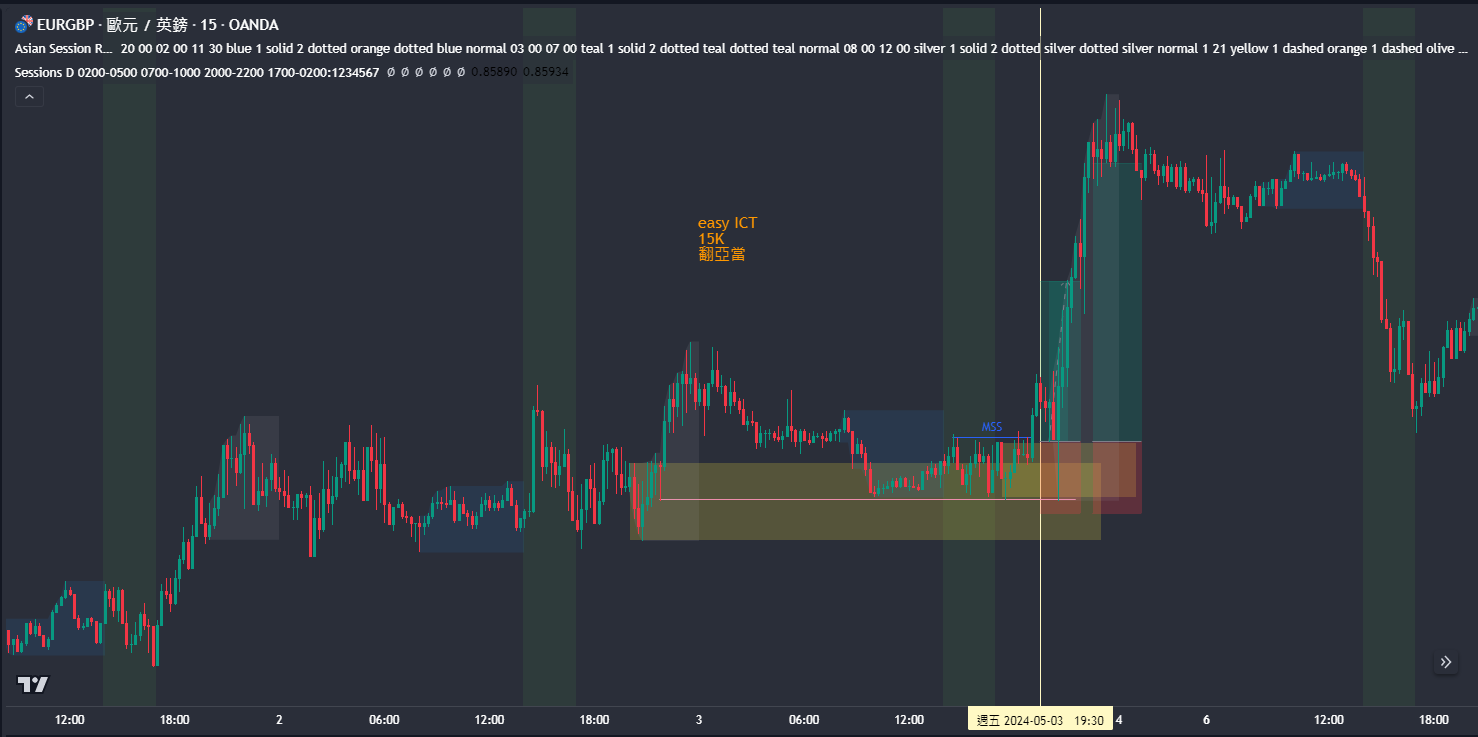 EURGBP · 歐元 / 英鎊 · 15 · OANDA
Asian Session R... 20 00 02 00 11 30 blue 1 solid 2 dotted orange dotted blue normal 03 00 07 00 teal 1 solid 2 dotted teal dotted teal normal 08 00 12 00 silver 1 solid 2 dotted silver dotted silver normal 1 21 yellow 1 dashed orange 1 dashed olive ...
Sessions D 0200-0500 0700-1000 2000-2200 1700-0200:1234567 Ø Ø Ø Ø Ø Ø 0.85890 0.85934
easy ICT
15K
翻亞當
MSS
12:00 18:00 2 06:00 12:00 18:00 3 06:00 12:00 週五 2024-05-03 19:30 4 6 12:00 18:00